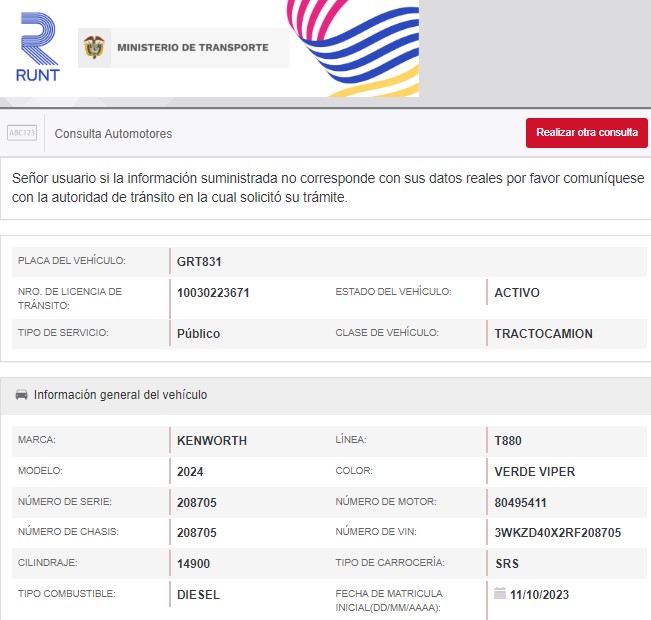 RUNT
MINISTERIO DE TRANSPORTE
ABC123
Consulta Automotores
Realizar otra consulta
Señor usuario si la información suministrada no corresponde con sus datos reales por favor comuníquese
con la autoridad de tránsito en la cual solicitó su trámite.
PLACA DEL VEHÍCULO: GRT831
NRO. DE LICENCIA DE
TRÁNSITO: 10030223671 ESTADO DEL VEHÍCULO: ACTIVO
TIPO DE SERVICIO: Público CLASE DE VEHÍCULO: TRACTOCAMION
Información general del vehículo
MARCA: KENWORTH LÍNEA: T880
MODELO: 2024 COLOR: VERDE VIPER
NÚMERO DE SERIE: 208705 NÚMERO DE MOTOR: 80495411
NÚMERO DE CHASIS: 208705 NÚMERO DE VIN: 3WKZD40X2RF208705
CILINDRAJE: 14900 TIPO DE CARROCERÍA: SRS
TIPO COMBUSTIBLE: DIESEL FECHA DE MATRICULA
INICIAL(DD/MM/AAAA): 11/10/2023